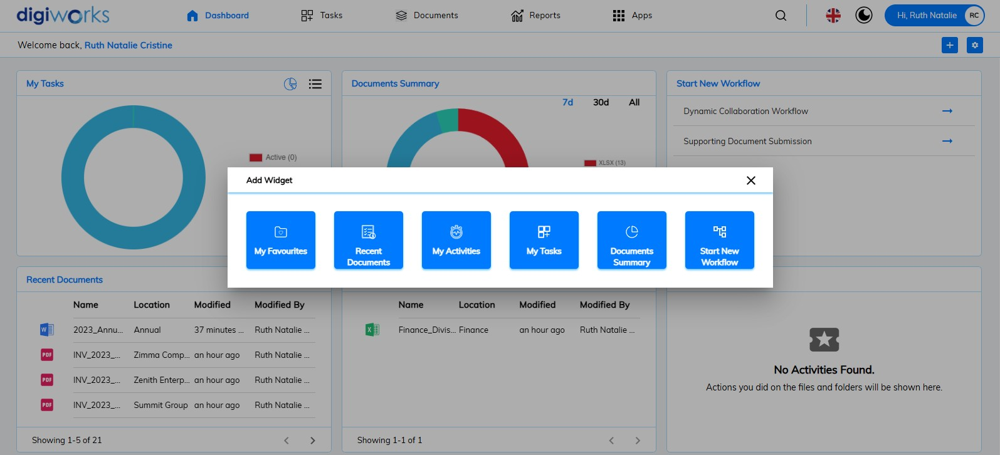 digiworks
Dashboard
Tasks
Documents
Reports
Apps
Hi, Ruth Natalie
RC
Welcome back, Ruth Natalie Cristine
My Tasks
Active (0)
Documents Summary
7d 30d All
XLSX (13)
Start New Workflow
Dynamic Collaboration Workflow
Supporting Document Submission
Add Widget
My Favourites
Recent
Documents
My Activities
My Tasks
Documents
Summary
Start New
Workflow
Recent Documents
Name Location Modified Modified By
2023_Annu... Annual 37 minutes ... Ruth Natalie ...
PDF INV_2023_... Zimma Comp... an hour ago Ruth Natalie ...
PDF INV_2023_... Zenith Enterp... an hour ago Ruth Natalie ...
PDF INV_2023_... Summit Group an hour ago Ruth Natalie ...
Showing 1-5 of 21
Name Location Modified Modified By
Finance_Divis... Finance an hour ago Ruth Natalie ...
Showing 1-1 of 1
No Activities Found.
Actions you did on the files and folders will be shown here.